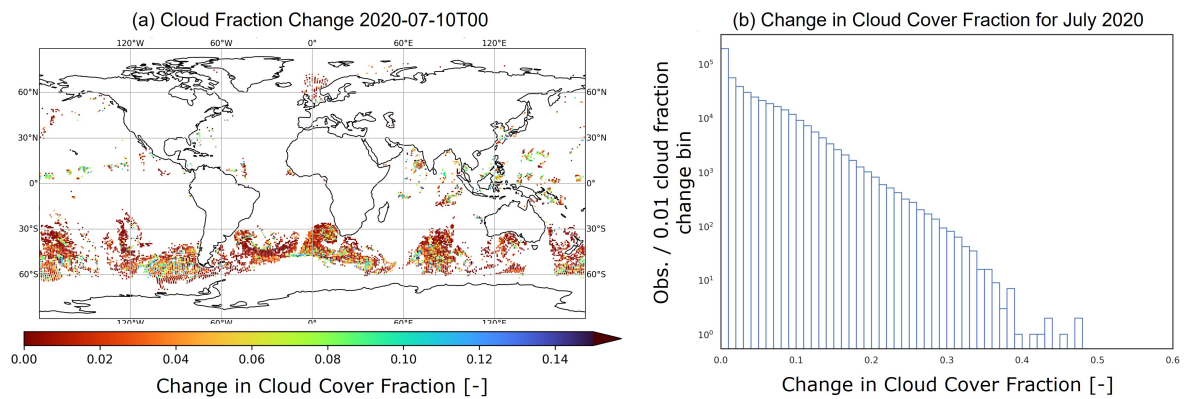 (a) Cloud Fraction Change 2020-07-10T00
120°W 60°W 0° 60°E 120°E
60°N 60°N
30°N 30°N
0° 0°
30°S 30°S
60°S 60°S
120°W 60°W 0° 60°E 120°E
0.00 0.02 0.04 0.06 0.08 0.10 0.12 0.14
Change in Cloud Cover Fraction [-]
(b) Change in Cloud Cover Fraction for July 2020
Obs. / 0.01 cloud fraction
change bin
10⁵
10⁴
10³
10²
10¹
10⁰
0.0 0.1 0.2 0.3 0.4 0.5 0.6
Change in Cloud Cover Fraction [-]